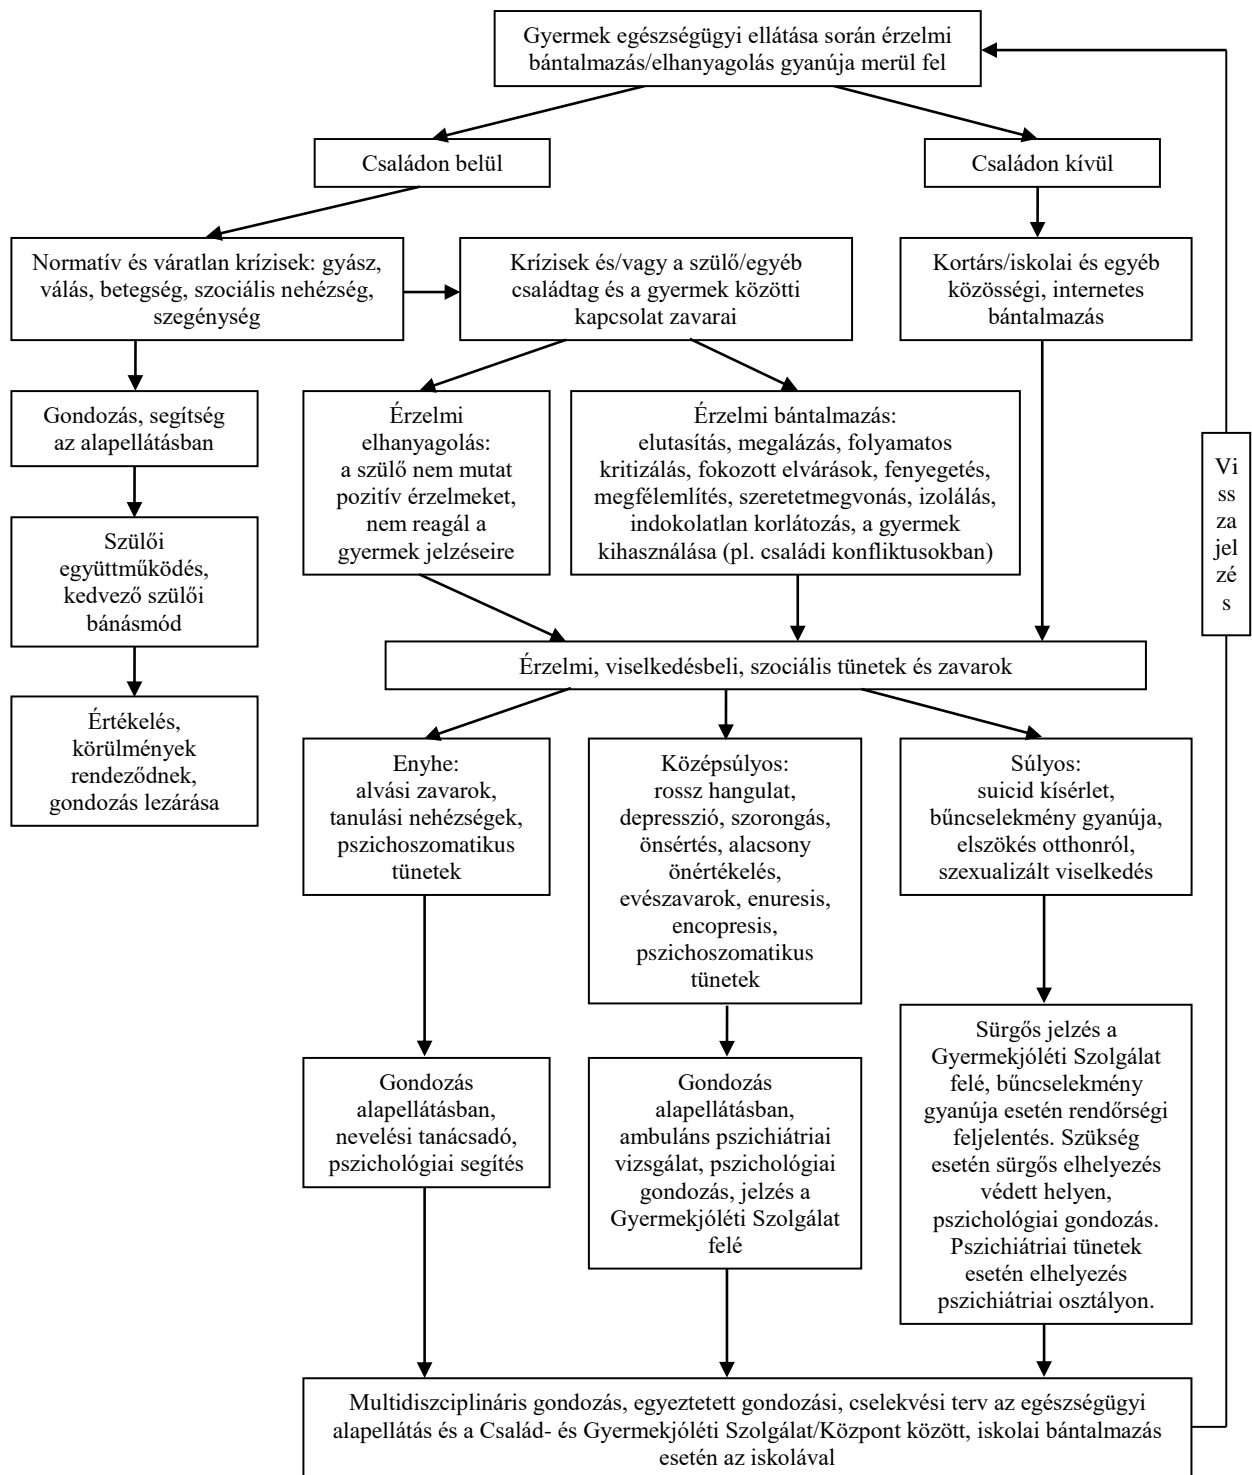 Gyermek egészségügyi ellátása során érzelmi
bántalmazás/elhanyagolás gyanúja merül fel
Családon belül
Családon kívül
Normatív és váratlan krízisek: gyász,
válás, betegség, szociális nehézség,
szegénység
Krízisek és/vagy a szülő/egyéb
családtag és a gyermek közötti
kapcsolat zavarai
Kortárs/iskolai és egyéb
közösségi, internetes
bántalmazás
Gondozás, segítség
az alapellátásban
Érzelmi
elhanyagolás:
a szülő nem mutat
pozitív érzelmeket,
nem reagál a
gyermek jelzéseire
Érzelmi bántalmazás:
elutasítás, megalázás, folyamatos
kritizálás, fokozott elvárások, fenyegetés,
megfélemlítés, szeretetmegvonás, izolálás,
indokolatlan korlátozás, a gyermek
kihasználása (pl. családi konfliktusokban)
Vi
ss
za
jel
zé
s
Szülői
együttműködés,
kedvező szülői
bánásmód
Érzelmi, viselkedésbeli, szociális tünetek és zavarok
Értékelés,
körülmények
rendeződnek,
gondozás lezárása
Enyhe:
alvási zavarok,
tanulási nehézségek,
pszichoszomatikus
tünetek
Középsúlyos:
rossz hangulat,
depresszió, szorongás,
önsértés, alacsony
önértékelés,
evészavarok, enuresis,
encopresis,
pszichoszomatikus
tünetek
Súlyos:
suicid kísérlet,
bűncselekmény gyanúja,
elszökés otthonról,
szexualizált viselkedés
Gondozás
alapellátásban,
nevelési tanácsadó,
pszichológiai segítés
Gondozás
alapellátásban,
ambuláns pszichiátriai
vizsgálat, pszichológiai
gondozás, jelzés a
Gyermekjóléti Szolgálat
felé
Sürgős jelzés a
Gyermekjóléti Szolgálat
felé, bűncselekmény
gyanúja esetén rendőrségi
feljelentés. Szükség
esetén sürgős elhelyezés
védett helyen,
pszichológiai gondozás.
Pszichiátriai tünetek
esetén elhelyezés
pszichiátriai osztályon.
Multidiszciplináris gondozás, egyeztetett gondozási, cselekvési terv az egészségügyi
alapellátás és a Család- és Gyermekjóléti Szolgálat/Központ között, iskolai bántalmazás
esetén az iskolával